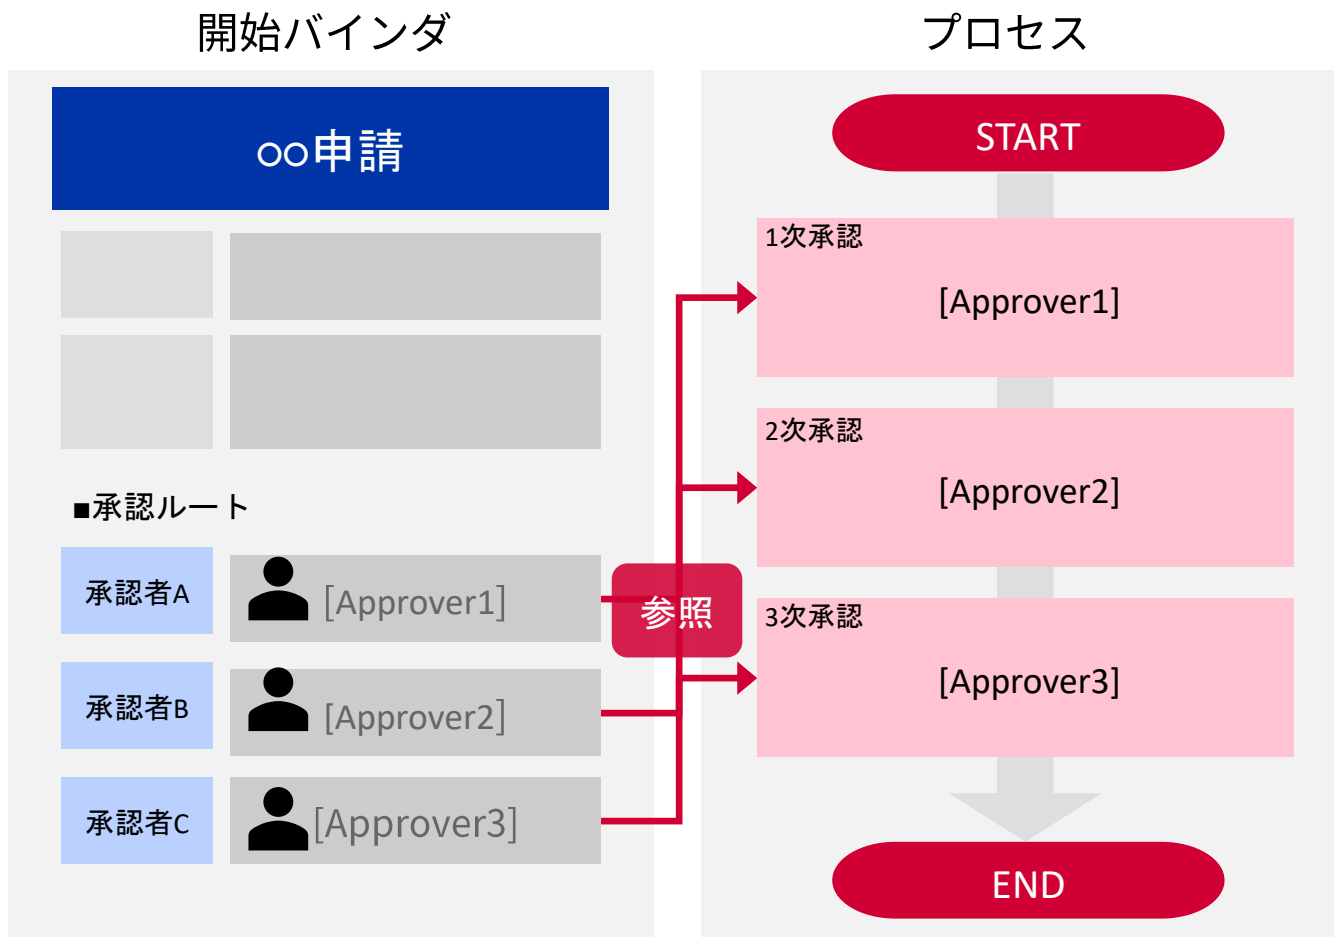 開始バインダ
○○申請
■承認ルート
承認者A
[Approver1]
承認者B
[Approver2]
承認者C
[Approver3]
参照
プロセス
START
1次承認
[Approver1]
2次承認
[Approver2]
3次承認
[Approver3]
END